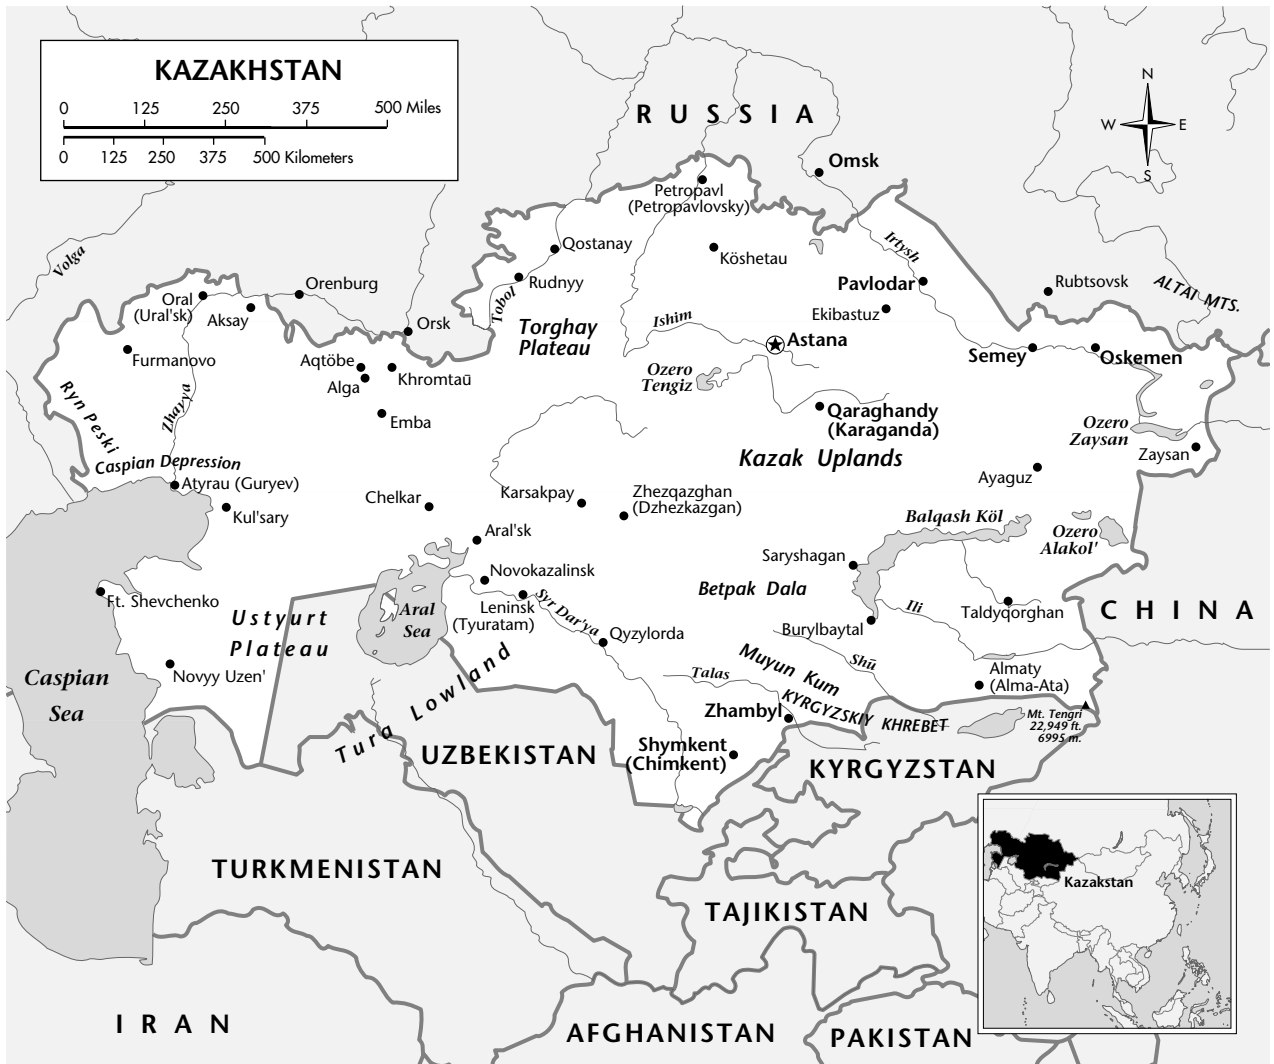 KAZAKHSTAN
0 125 250 375 500 Miles
0 125 250 375 500 Kilometers
N
W E
S
RUSSIA
Omsk
Petropavl
(Petropavlovsky)
Qostanay
Köshetau
Irtysh
Volga
Rudnyy
Tobol
Pavlodar
Rubtsovsk
ALTAI MTS.
Orenburg
Oral
(Ural'sk)
Aksay
Orsk
Ekibastuz
Torghay
Plateau
Ishim
Astana
Semey
Oskemen
Furmanovo
Aqtöbe
Alga
Khromtaū
Ozero
Tengiz
Emba
Zhayya
Ryn Peski
Qaraghandy
(Karaganda)
Ozero
Zaysan
Zaysan
Kazak Uplands
Caspian Depression
Atyrau (Guryev)
Kul'sary
Chelkar
Karsakpay
Zhezqazghan
(Dzhezkazgan)
Ayaguz
Balqash Köl
Ozero
Alakol'
Aral'sk
Saryshagan
Novokazalinsk
Betpak Dala
Ft. Shevchenko
Ustyurt
Plateau
Aral
Sea
Leninsk
(Tyuratam)
Syr Dar'ya
Qyzylorda
Burylbaytal
Ili
Taldyqorghan
CHINA
Novyy Uzen'
Caspian
Sea
Tura Lowland
Muyun Kum
Shū
Talas
Almaty
(Alma-Ata)
KYRGYZSKIY KHREBET
Mt. Tengri
22,949 ft.
6995 m.
Zhambyl
Shymkent
(Chimkent)
UZBEKISTAN
KYRGYZSTAN
TURKMENISTAN
TAJIKISTAN
Kazakstan
IRAN
AFGHANISTAN
PAKISTAN